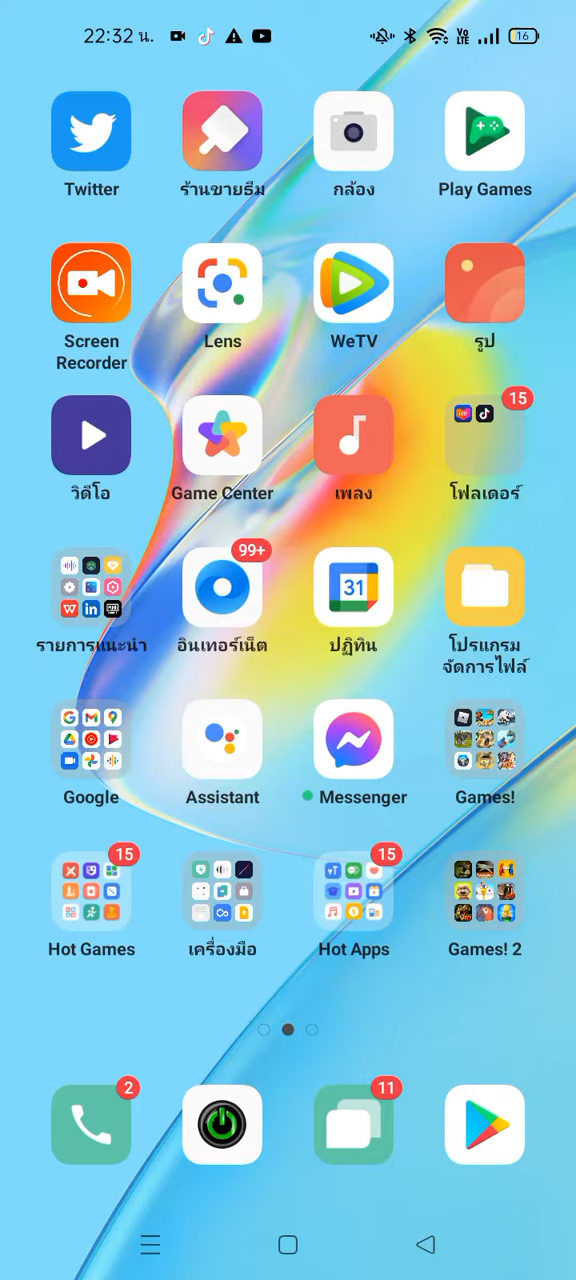 22:32 น. VO LTE 16
Twitter ร้านขายธีม กล้อง Play Games
Screen Recorder Lens WeTV รูป
15
วิดีโอ Game Center เพลง โฟลเดอร์
99+
31
รายการแนะนำ อินเทอร์เน็ต ปฏิทิน โปรแกรมจัดการไฟล์
Google Assistant Messenger Games!
15 15
Hot Games เครื่องมือ Hot Apps Games! 2
2 11